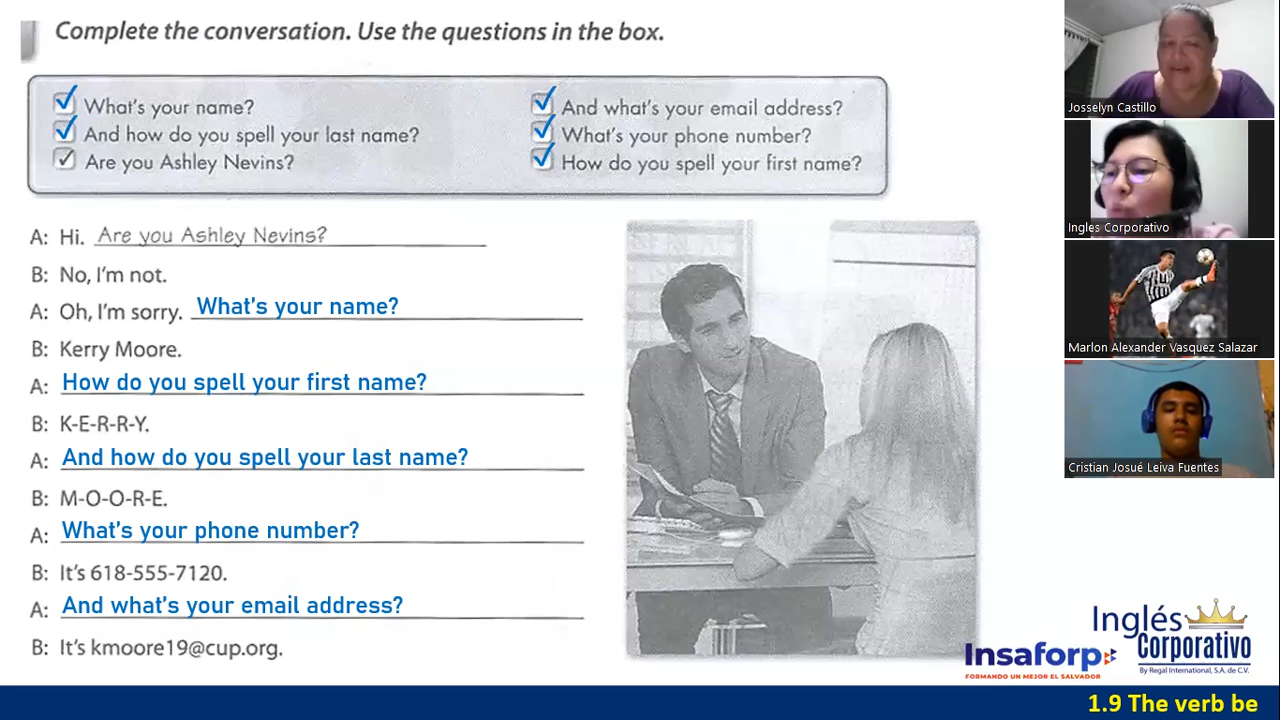 Complete the conversation. Use the questions in the box.
What's your name?
And how do you spell your last name?
Are you Ashley Nevins?
And what's your email address?
What's your phone number?
How do you spell your first name?
A: Hi. Are you Ashley Nevins?
B: No, I'm not.
A: Oh, I'm sorry. What's your name?
B: Kerry Moore.
A: How do you spell your first name?
B: K-E-R-R-Y.
A: And how do you spell your last name?
B: M-O-O-R-E.
A: What's your phone number?
B: It's 618-555-7120.
A: And what's your email address?
B: It's kmoore19@cup.org.
Josselyn Castillo
Ingles Corporativo
Marlon Alexander Vasquez Salazar
Cristian Josué Leiva Fuentes
Insaforp
FORMANDO UN MEJOR EL SALVADOR
Inglés
Corporativo
By Regal International, S.A. de C.V.
1.9 The verb be